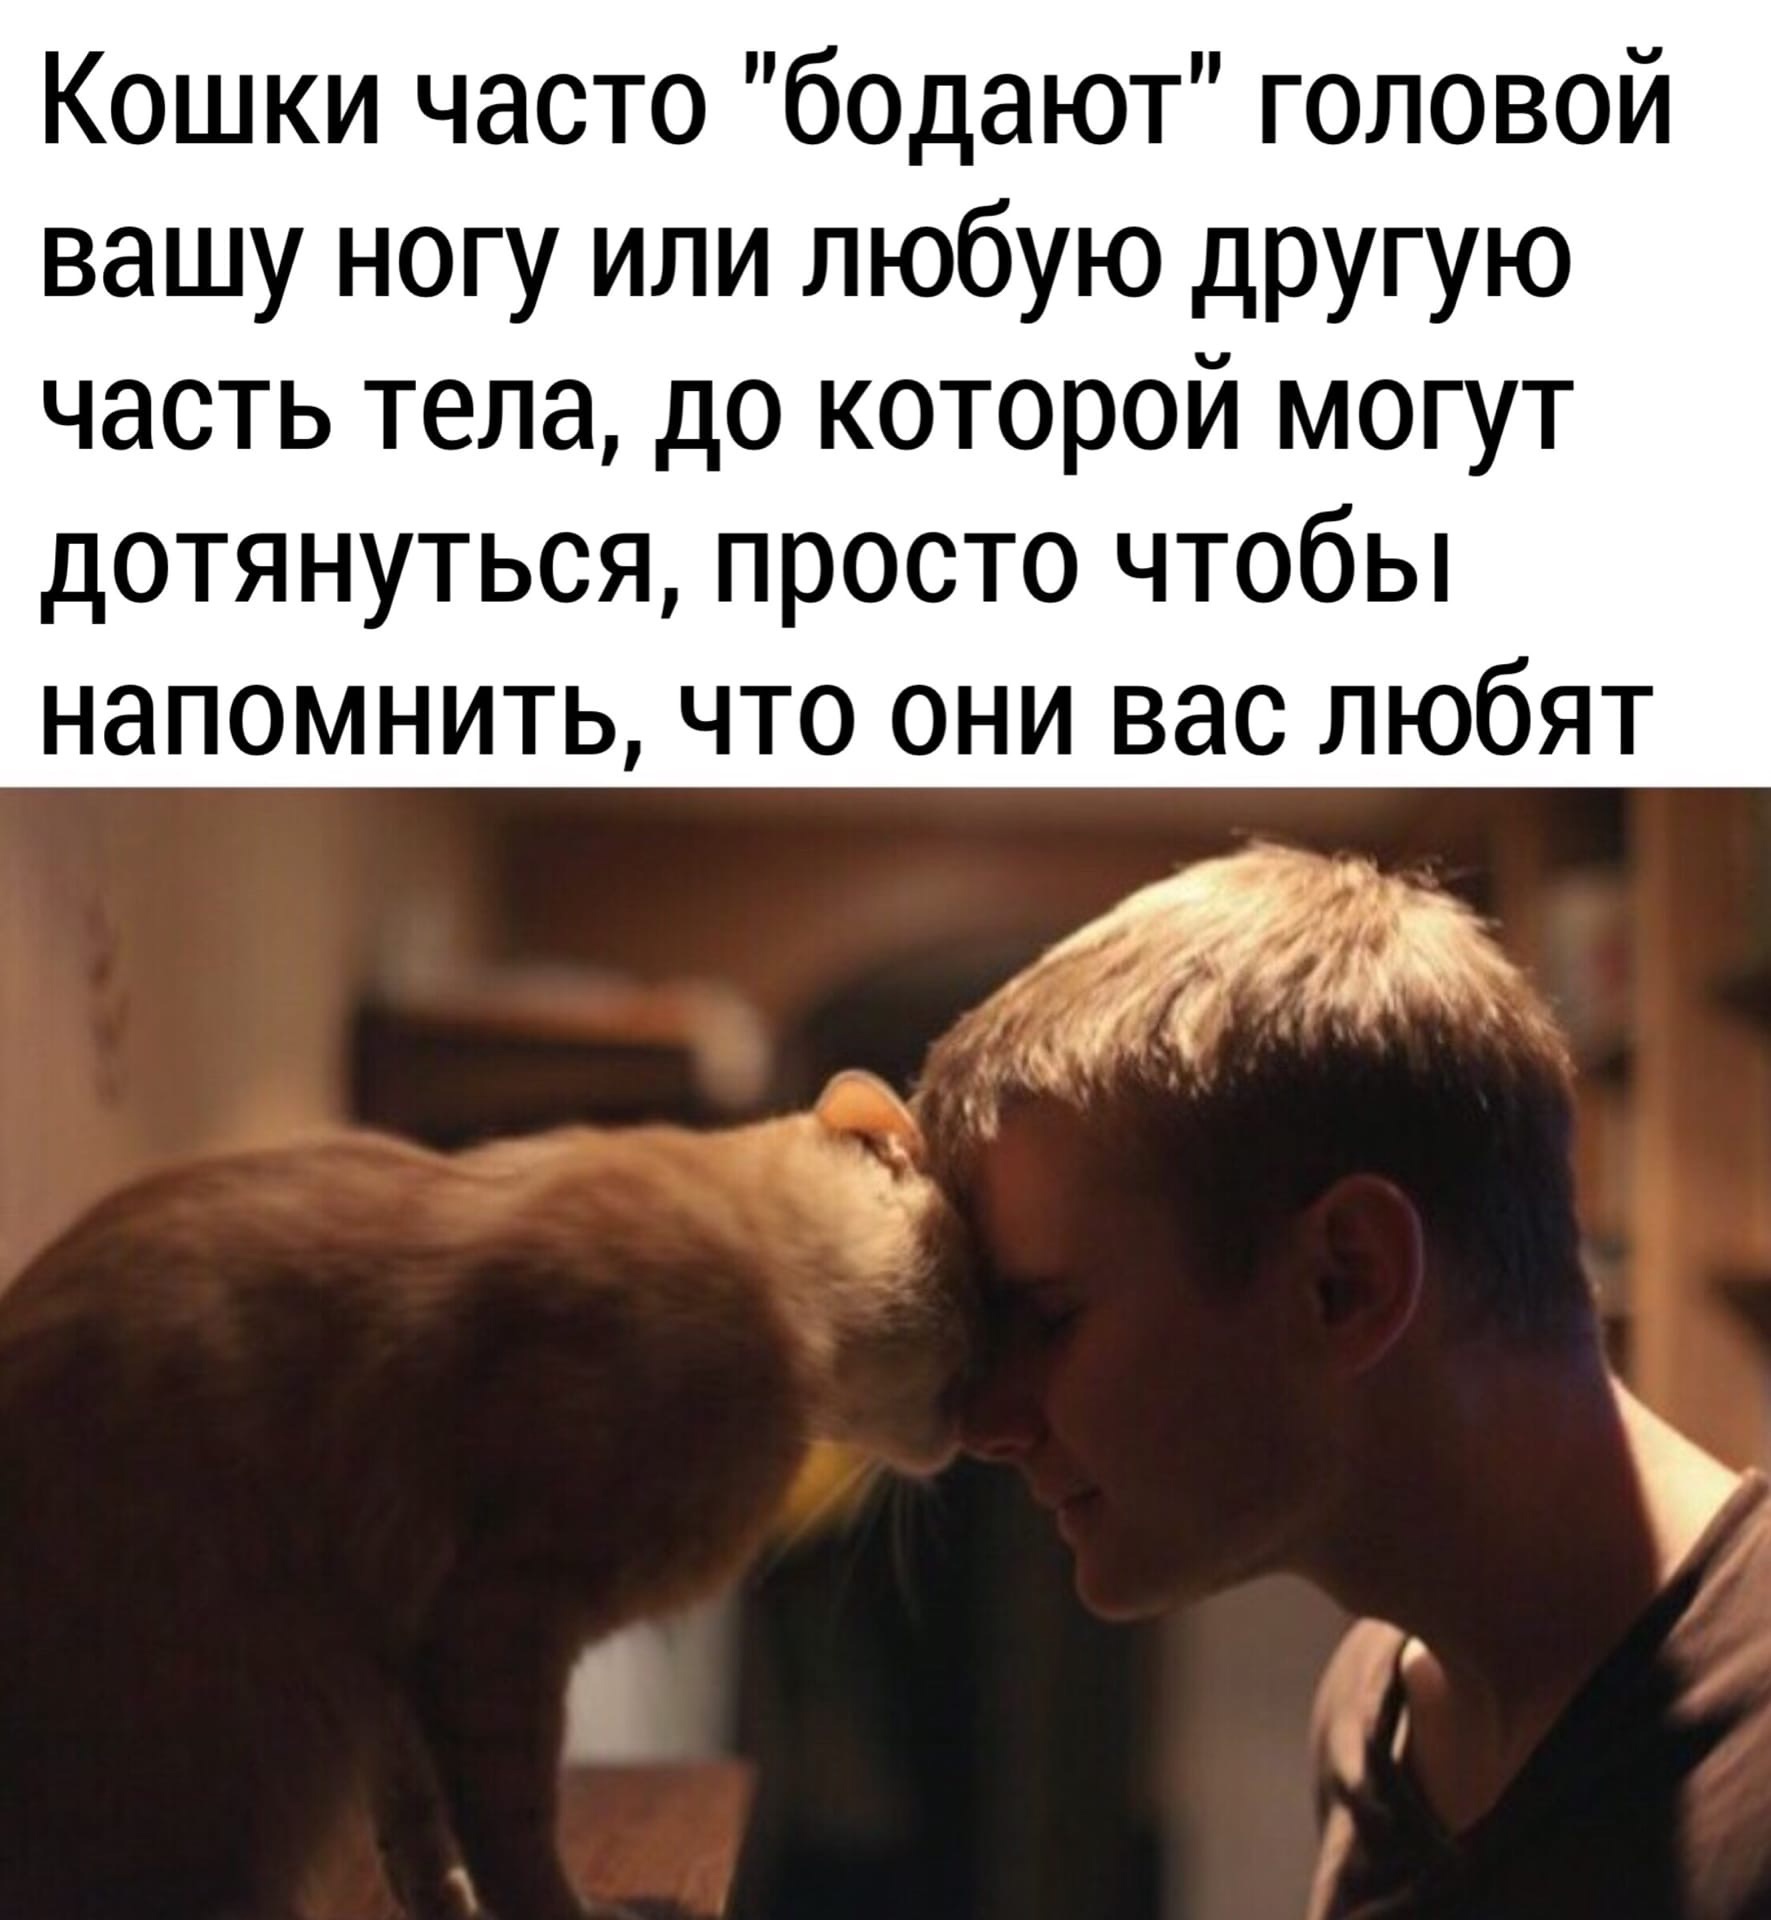 Кошки часто "бодают" головой
вашу ногу или любую другую
часть тела, до которой могут
дотянуться, просто чтобы
напомнить, что они вас любят